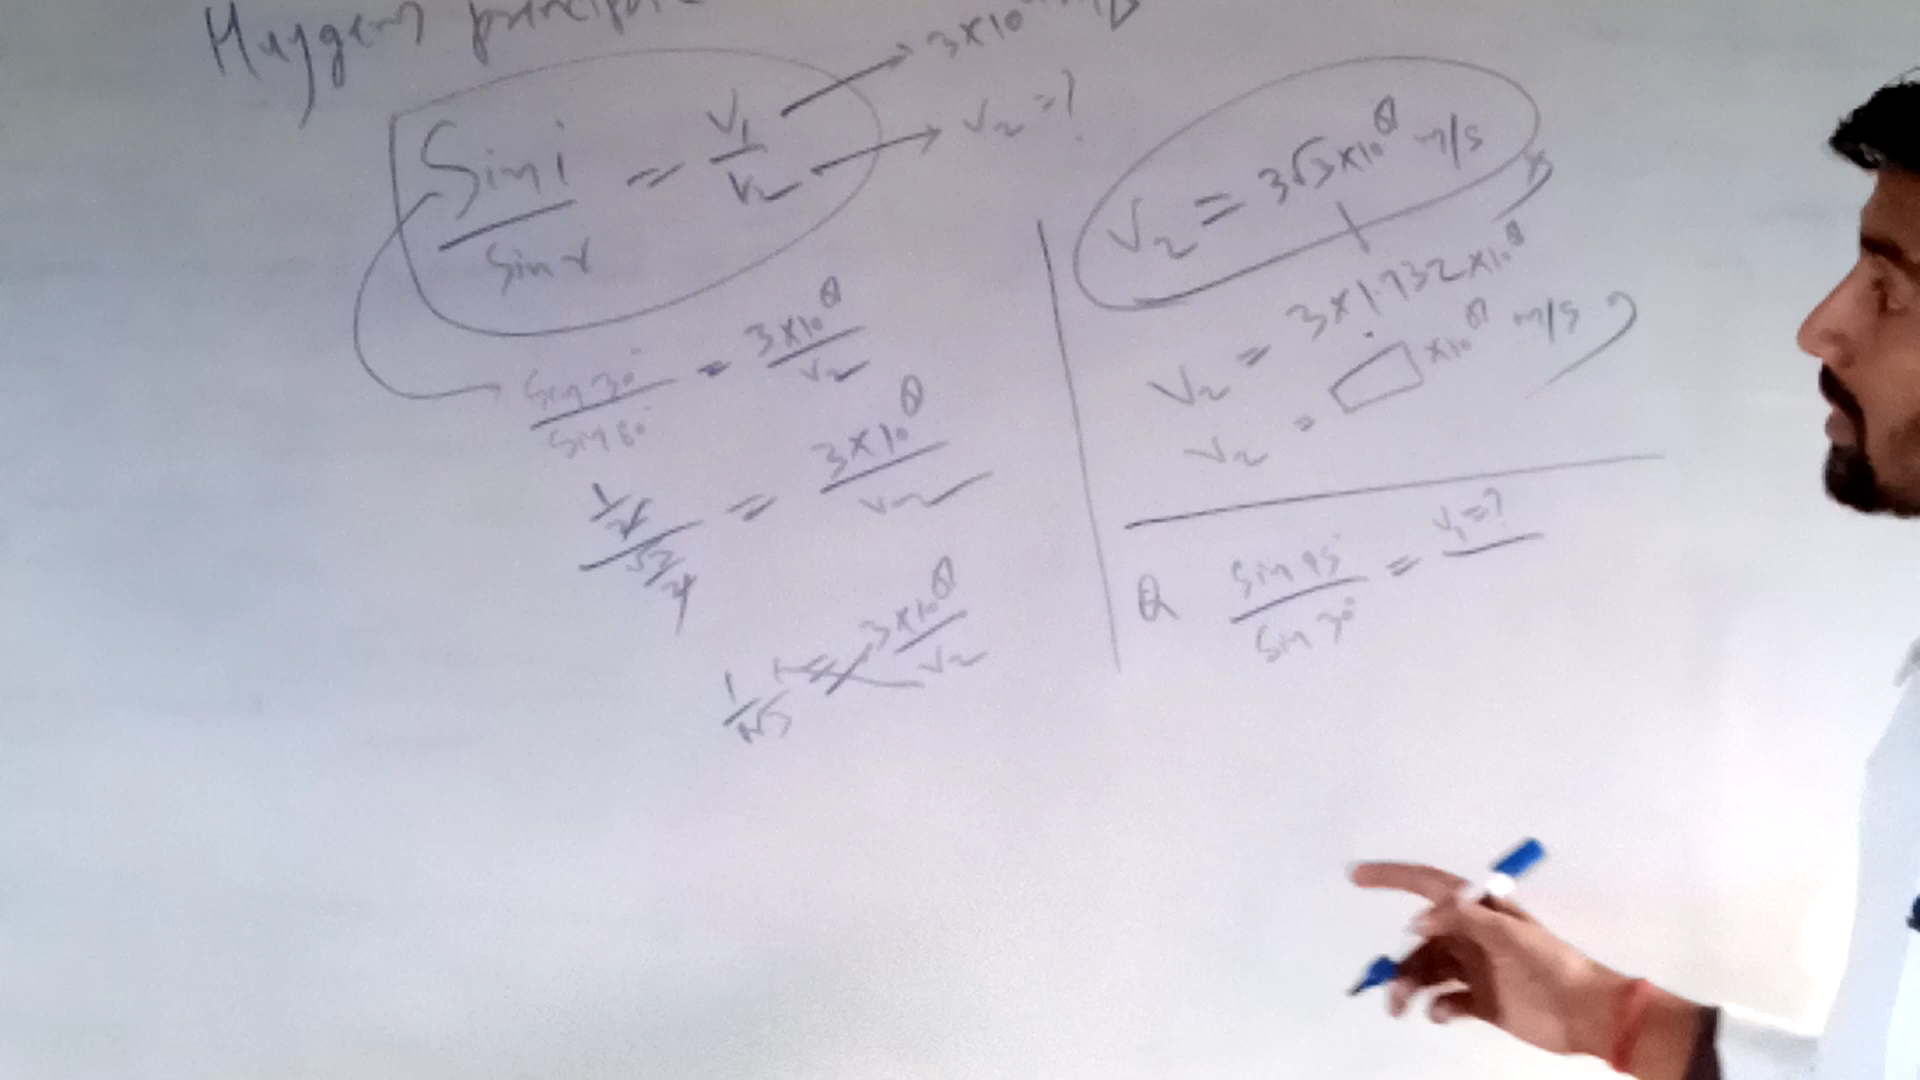 Huygens principle
Sin i / Sin r = V1 / V2
→ 3×10
→ V2 = ?
Sin 30° / Sin 60° = 3×10^8 / V2
1/2 / √3/2 = 3×10^8 / V2
1/√3 = 3×10^8 / V2
V2 = 3√3×10^8 m/s
V2 = 3×1.732×10^8
V2 = ×10^8 m/s
Q Sin 45° / Sin 30° = V1 = ?